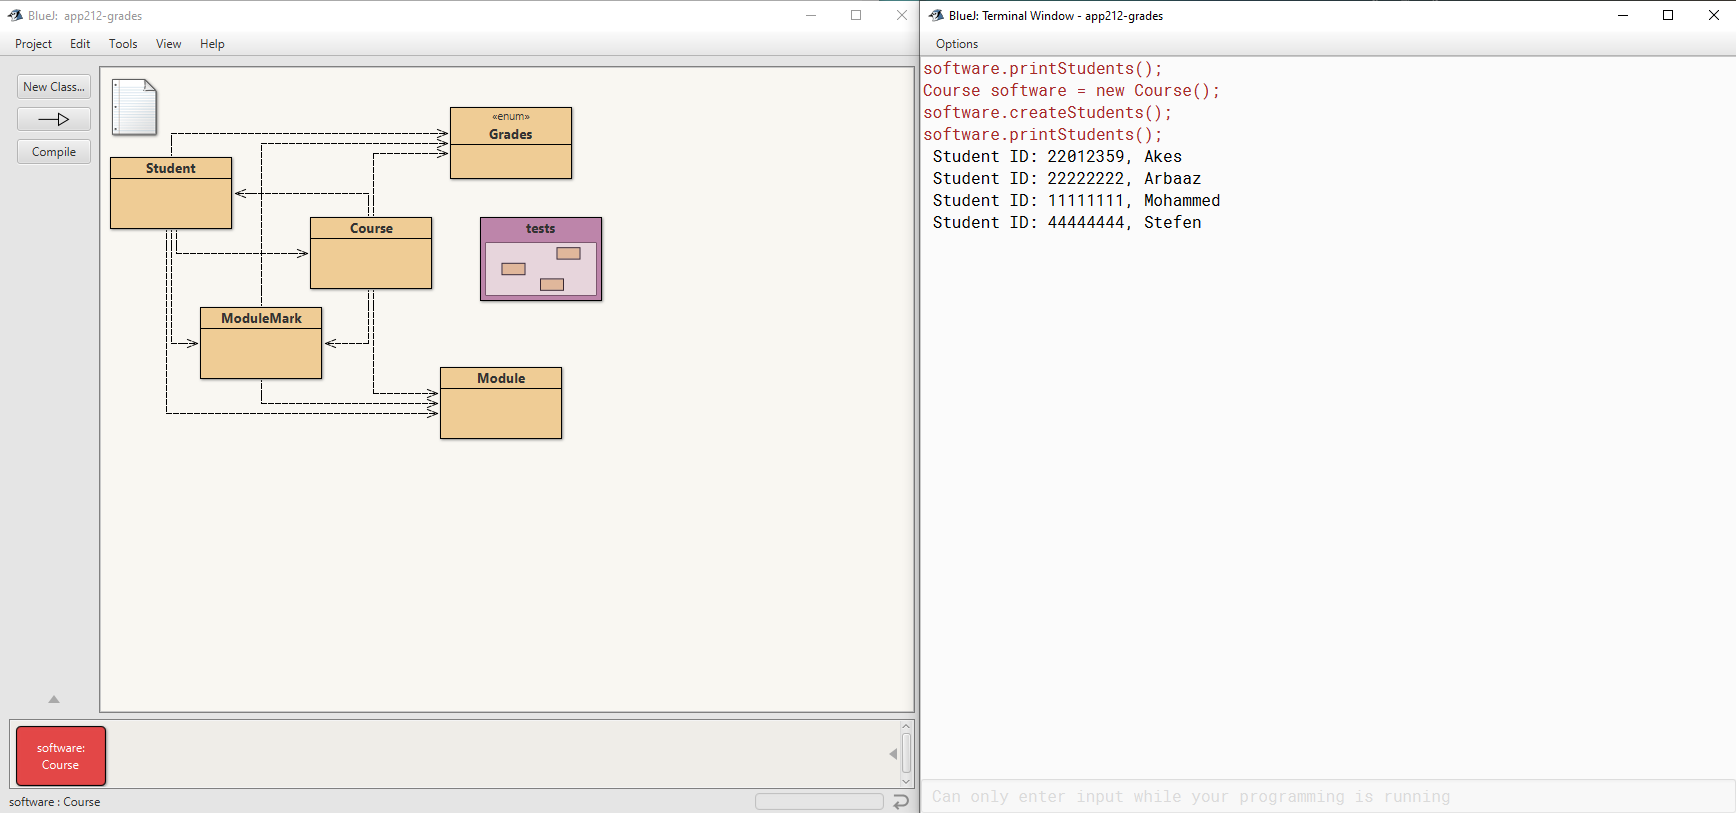 BlueJ: app212-grades
Project Edit Tools View Help
New Class...
Compile
«enum»
Grades
Student
Course
tests
ModuleMark
Module
software:
Course
software : Course
BlueJ: Terminal Window - app212-grades
Options
software.printStudents();
Course software = new Course();
software.createStudents();
software.printStudents();
Student ID: 22012359, Akes
Student ID: 22222222, Arbaaz
Student ID: 11111111, Mohammed
Student ID: 44444444, Stefen
Can only enter input while your programming is running